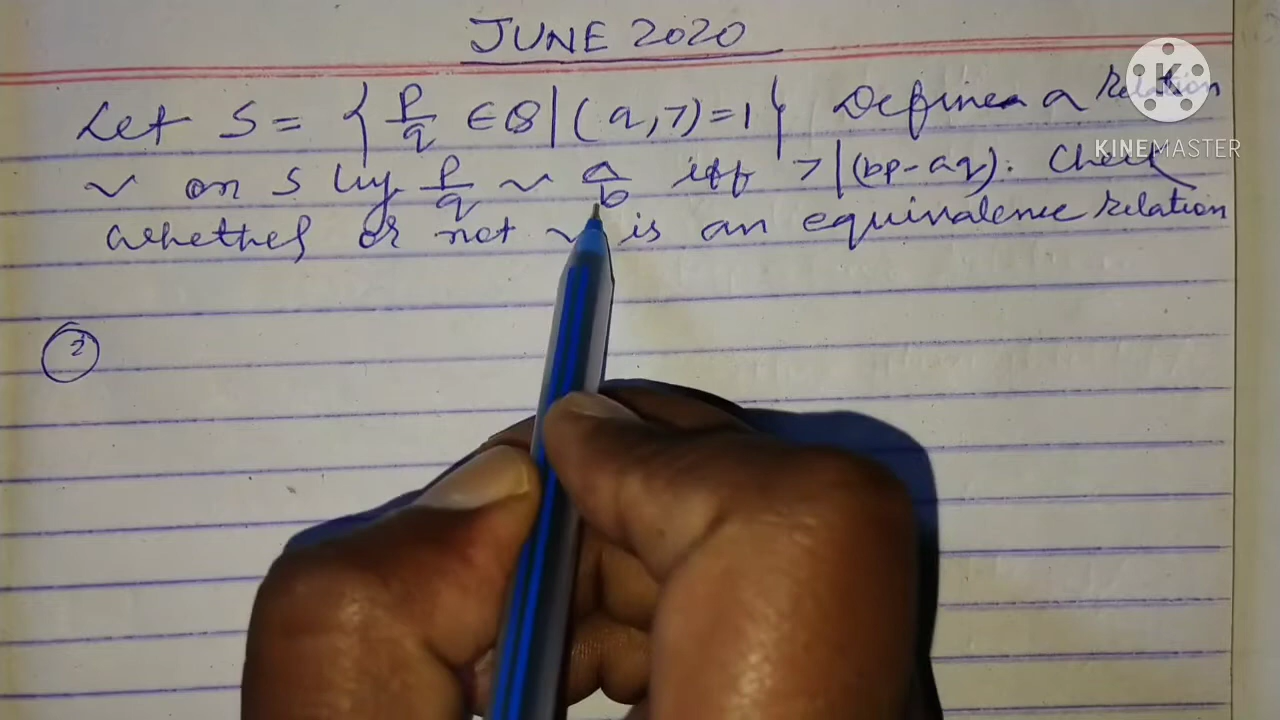 JUNE 2020
Let S = { p/q ∈ Q | (q,7)=1 } Define a relation
~ on S by p/q ~ a/b iff 7|(bp-aq). Check
whether or not ~ is an equivalence relation
2
K
KINEMASTER